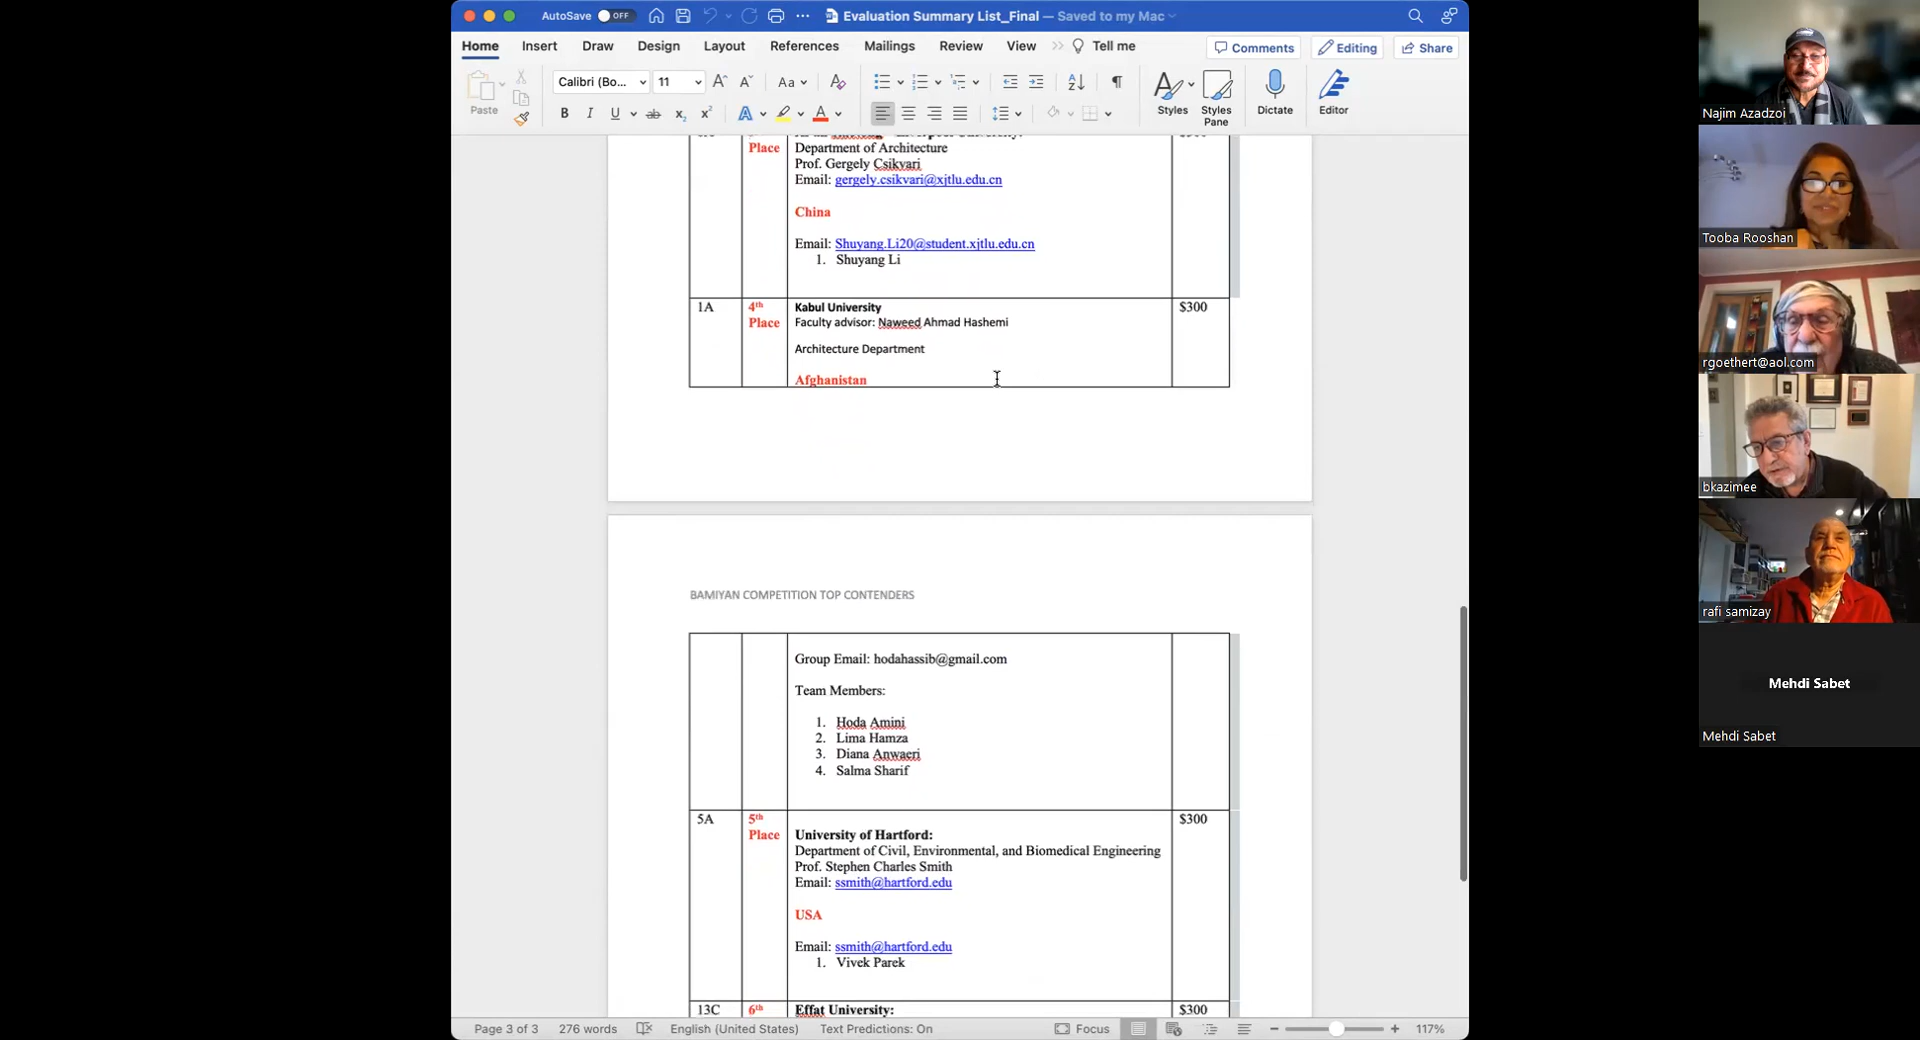 AutoSave OFF
Evaluation Summary List_Final — Saved to my Mac
Home Insert Draw Design Layout References Mailings Review View Tell me
Comments Editing Share
Paste
Calibri (Bo... 11
Styles
Styles Pane
Dictate
Editor
Place
Department of Architecture
Prof. Gergely Csikvari
Email: gergely.csikvari@xjtlu.edu.cn
China
Email: Shuyang.Li20@student.xjtlu.edu.cn
1. Shuyang Li
1A
4th Place
Kabul University
$300
Faculty advisor: Naweed Ahmad Hashemi
Architecture Department
Afghanistan
BAMIYAN COMPETITION TOP CONTENDERS
Group Email: hodahassib@gmail.com
Team Members:
1. Hoda Amini
2. Lima Hamza
3. Diana Anwaeri
4. Salma Sharif
5A
5th Place
$300
University of Hartford:
Department of Civil, Environmental, and Biomedical Engineering
Prof. Stephen Charles Smith
Email: ssmith@hartford.edu
USA
Email: ssmith@hartford.edu
1. Vivek Parek
13C
6th
Effat University:
$300
Page 3 of 3 276 words English (United States) Text Predictions: On Focus 117%
Najim Azadzoi
Tooba Rooshan
rgoethert@aol.com
bkazimee
rafi samizay
Mehdi Sabet
Mehdi Sabet